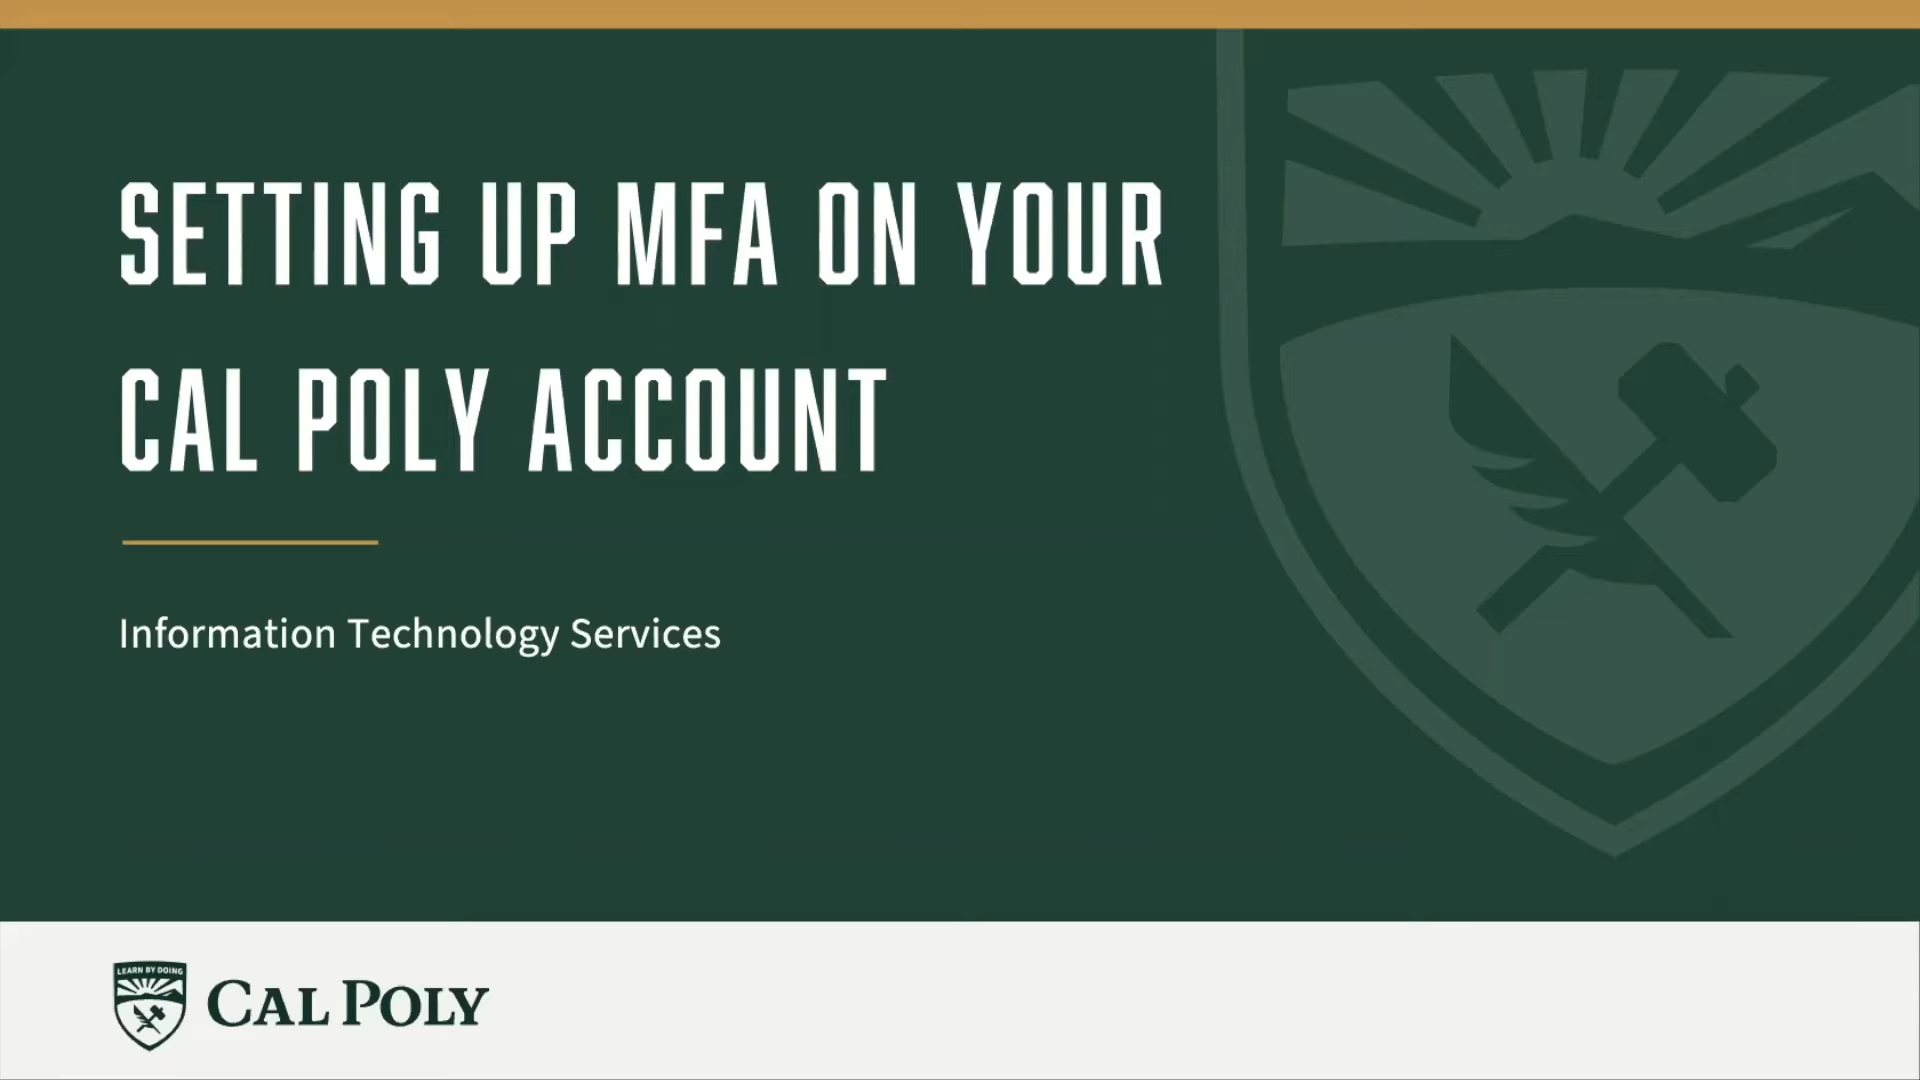 SETTING UP MFA ON YOUR
CAL POLY ACCOUNT
Information Technology Services
LEARN BY DOING
CAL POLY